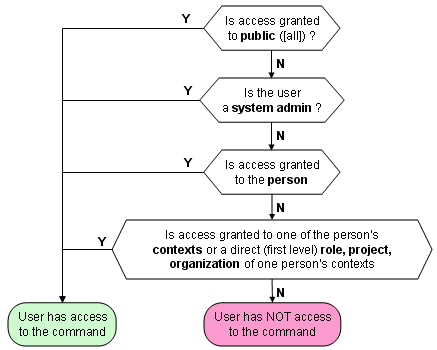 Y
Is access granted
to public ([all]) ?
N
Y
Is the user
a system admin ?
N
Y
Is access granted
to the person
N
Y
Is access granted to one of the person's
contexts or a direct (first level) role, project,
organization of one person's contexts
N
User has access
to the command
User has NOT access
to the command